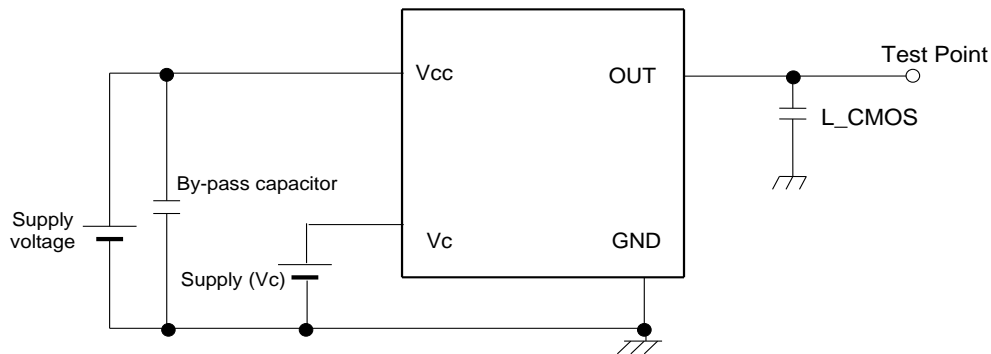 Test Point
Vcc
OUT
L_CMOS
By-pass capacitor
Supply
voltage
Vc
GND
Supply (Vc)